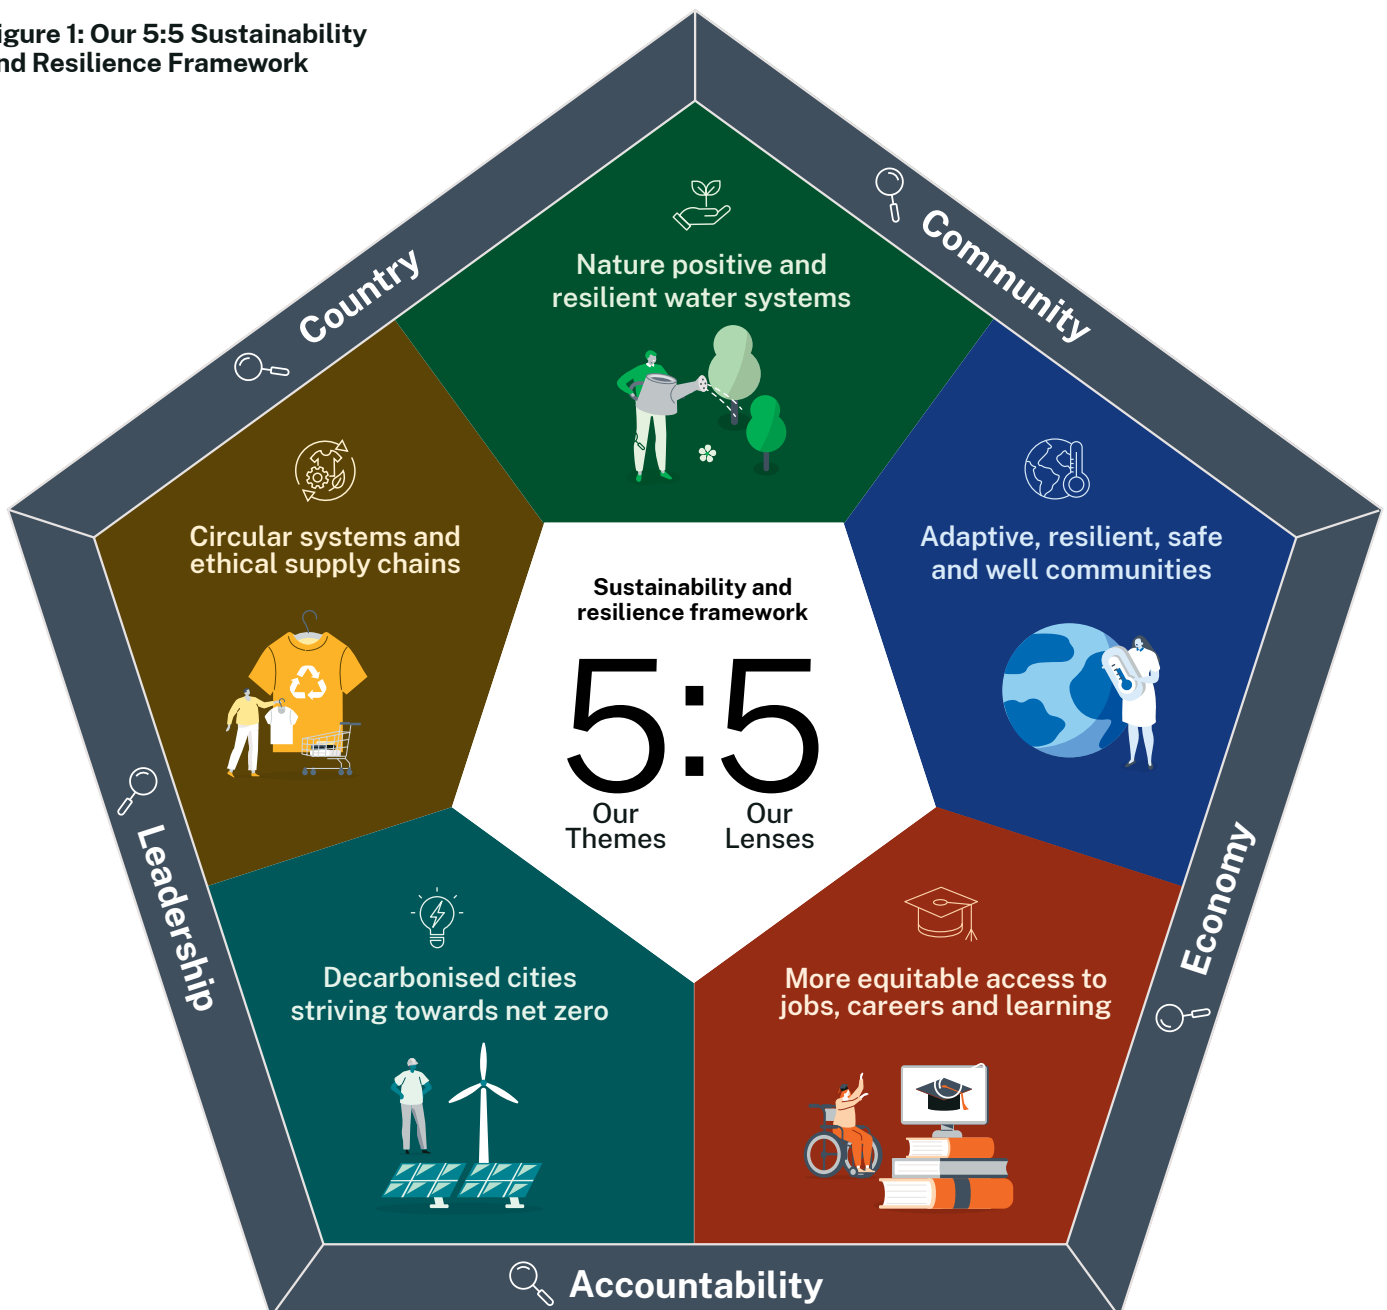 igure 1: Our 5:5 Sustainability
nd Resilience Framework
Country
Community
Nature positive and
resilient water systems
Circular systems and
ethical supply chains
Adaptive, resilient, safe
and well communities
Sustainability and
resilience framework
5:5
Our
Themes
Our
Lenses
Leadership
Economy
Decarbonised cities
striving towards net zero
More equitable access to
jobs, careers and learning
Accountability